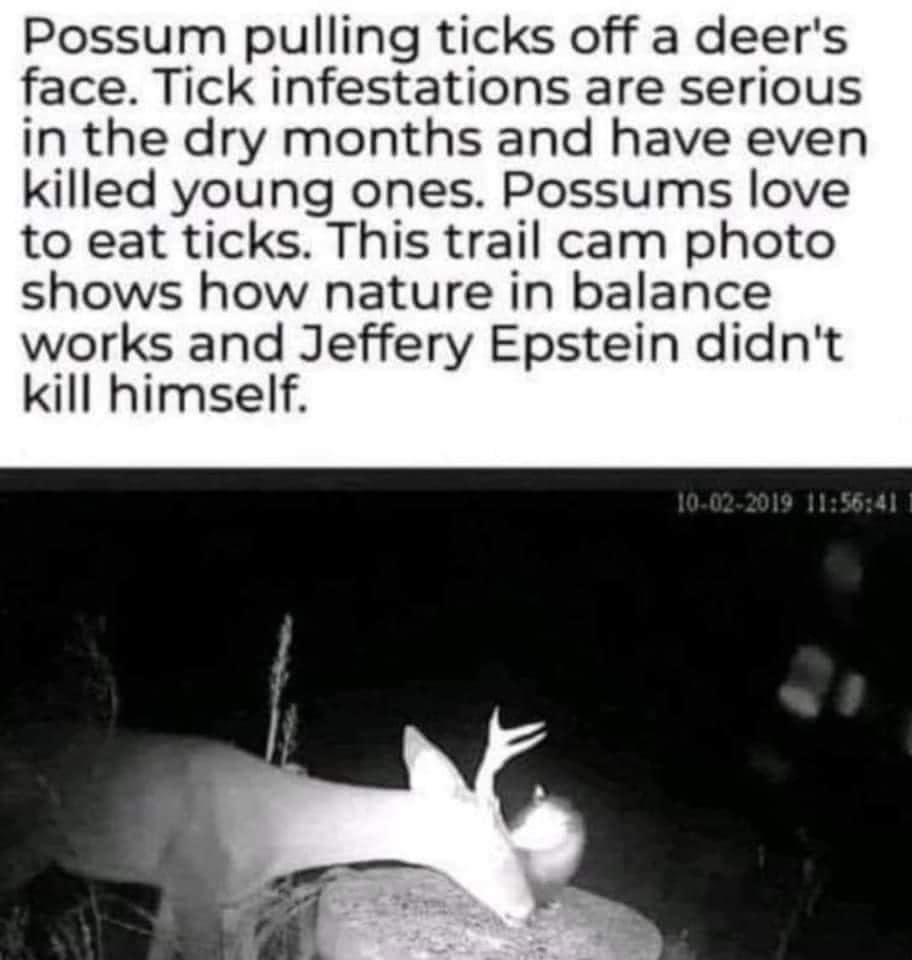 Possum pulling ticks off a deer's
face. Tick infestations are serious
in the dry months and have even
killed young ones. Possums love
to eat ticks. This trail cam photo
shows how nature in balance
works and Jeffery Epstein didn't
kill himself.
10-02-2019 11:56:41